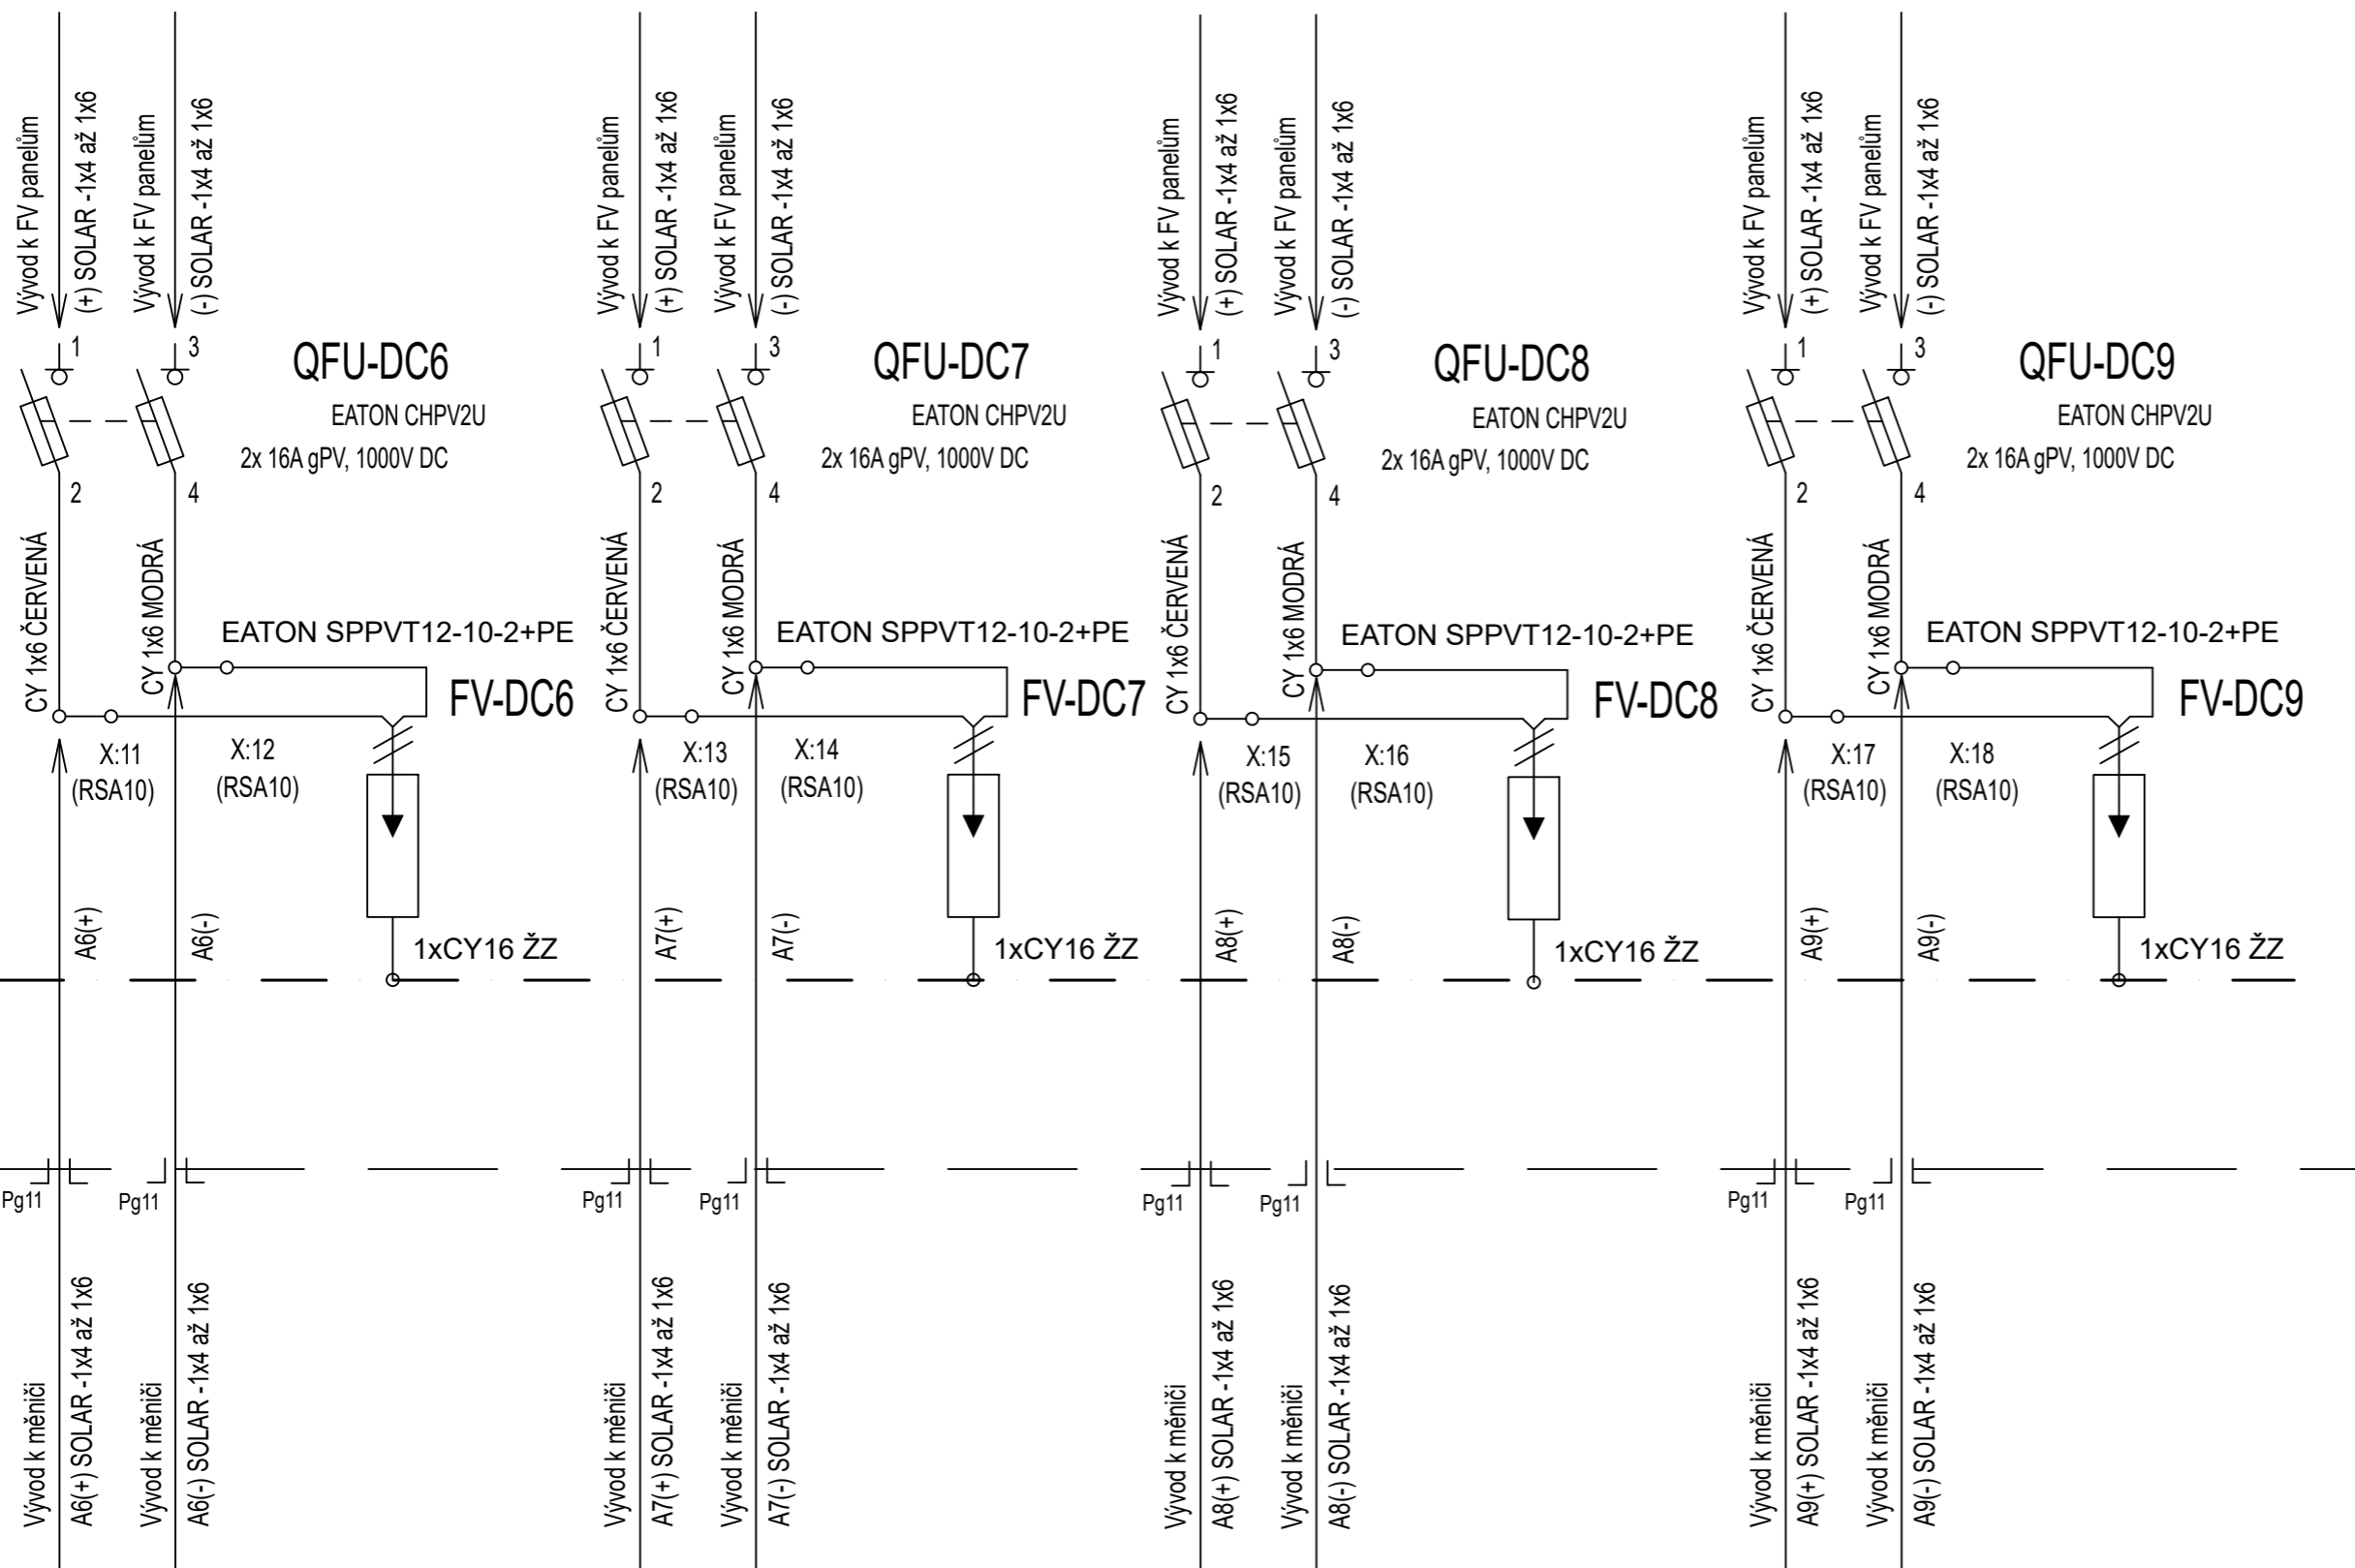 Vývod k FV panelům
(+) SOLAR -1x4 až 1x6
Vývod k FV panelům
(-) SOLAR -1x4 až 1x6
1
3
QFU-DC6
EATON CHPV2U
2x 16A gPV, 1000V DC
2
4
CY 1x6 ČERVENÁ
CY 1x6 MODRÁ
EATON SPPVT12-10-2+PE
FV-DC6
X:11
(RSA10)
X:12
(RSA10)
A6(+)
A6(-)
1xCY16 ŽZ
Pg11
Pg11
Vývod k měniči
A6(+) SOLAR -1x4 až 1x6
Vývod k měniči
A6(-) SOLAR -1x4 až 1x6
Vývod k FV panelům
(+) SOLAR -1x4 až 1x6
Vývod k FV panelům
(-) SOLAR -1x4 až 1x6
1
3
QFU-DC7
EATON CHPV2U
2x 16A gPV, 1000V DC
2
4
CY 1x6 ČERVENÁ
CY 1x6 MODRÁ
EATON SPPVT12-10-2+PE
FV-DC7
X:13
(RSA10)
X:14
(RSA10)
A7(+)
A7(-)
1xCY16 ŽZ
Pg11
Pg11
Vývod k měniči
A7(+) SOLAR -1x4 až 1x6
Vývod k měniči
A7(-) SOLAR -1x4 až 1x6
Vývod k FV panelům
(+) SOLAR -1x4 až 1x6
Vývod k FV panelům
(-) SOLAR -1x4 až 1x6
1
3
QFU-DC8
EATON CHPV2U
2x 16A gPV, 1000V DC
2
4
CY 1x6 ČERVENÁ
CY 1x6 MODRÁ
EATON SPPVT12-10-2+PE
FV-DC8
X:15
(RSA10)
X:16
(RSA10)
A8(+)
A8(-)
1xCY16 ŽZ
Pg11
Pg11
Vývod k měniči
A8(+) SOLAR -1x4 až 1x6
Vývod k měniči
A8(-) SOLAR -1x4 až 1x6
Vývod k FV panelům
(+) SOLAR -1x4 až 1x6
Vývod k FV panelům
(-) SOLAR -1x4 až 1x6
1
3
QFU-DC9
EATON CHPV2U
2x 16A gPV, 1000V DC
2
4
CY 1x6 ČERVENÁ
CY 1x6 MODRÁ
EATON SPPVT12-10-2+PE
FV-DC9
X:17
(RSA10)
X:18
(RSA10)
A9(+)
A9(-)
1xCY16 ŽZ
Pg11
Pg11
Vývod k měniči
A9(+) SOLAR -1x4 až 1x6
Vývod k měniči
A9(-) SOLAR -1x4 až 1x6